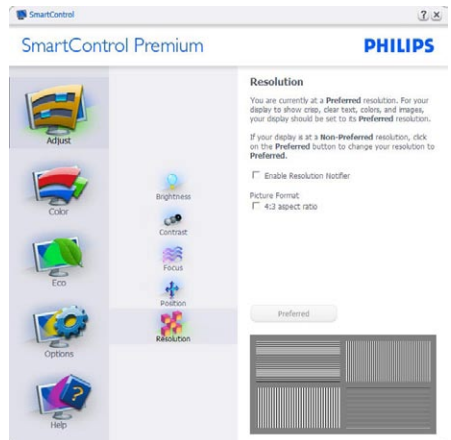 SmartControl
? X
SmartControl Premium
PHILIPS
Adjust
Color
Eco
Options
Help
Brightness
Contrast
Focus
Position
Resolution
Resolution
You are currently at a Preferred resolution. For your
display to show crisp, clear text, colors, and images,
your display should be set to its Preferred resolution.
If your display is at a Non-Preferred resolution, click
on the Preferred button to change your resolution to
Preferred.
Enable Resolution Notifier
Picture Format
4:3 aspect ratio
Preferred